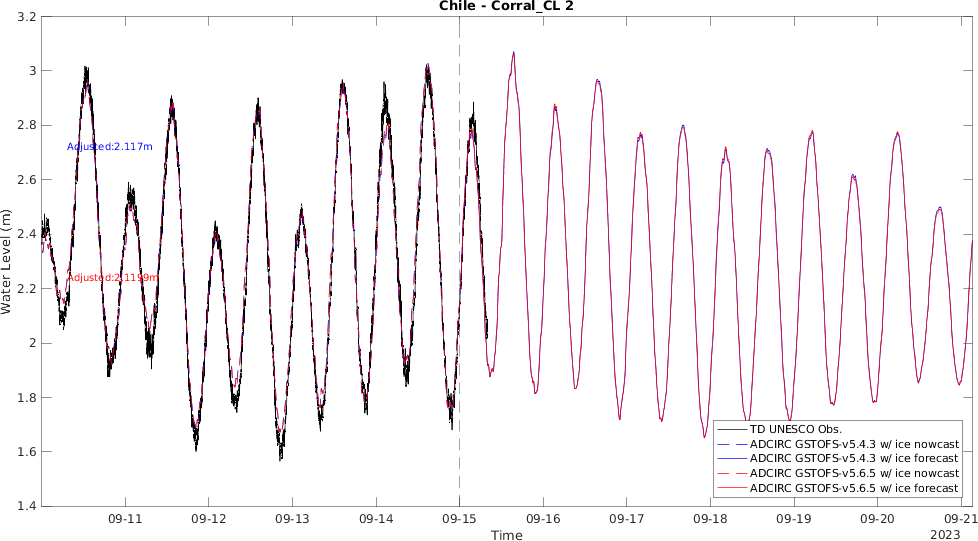 Chile - Corral_CL 2
3.2
3
2.8
2.6
2.4
2.2
2
1.8
1.6
1.4
Water Level (m)
Adjusted:2.117m
Adjusted:2.1199m
TD UNESCO Obs.
ADCIRC GSTOFS-v5.4.3 w/ ice nowcast
ADCIRC GSTOFS-v5.4.3 w/ ice forecast
ADCIRC GSTOFS-v5.6.5 w/ ice nowcast
ADCIRC GSTOFS-v5.6.5 w/ ice forecast
09-11 09-12 09-13 09-14 09-15 09-16 09-17 09-18 09-19 09-20 09-21
Time
2023